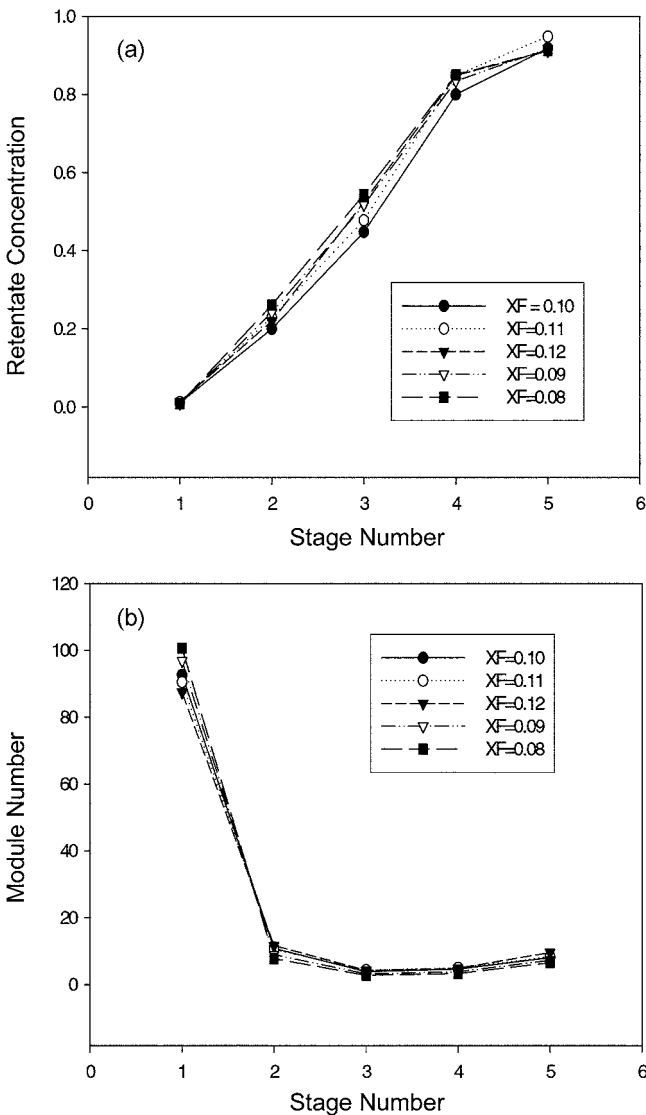 (a)
Retentate Concentration
1.0
0.8
0.6
0.4
0.2
0.0
XF = 0.10
XF=0.11
XF=0.12
XF=0.09
XF=0.08
0 1 2 3 4 5 6
Stage Number
(b)
Module Number
120
100
80
60
40
20
0
XF=0.10
XF=0.11
XF=0.12
XF=0.09
XF=0.08
0 1 2 3 4 5 6
Stage Number